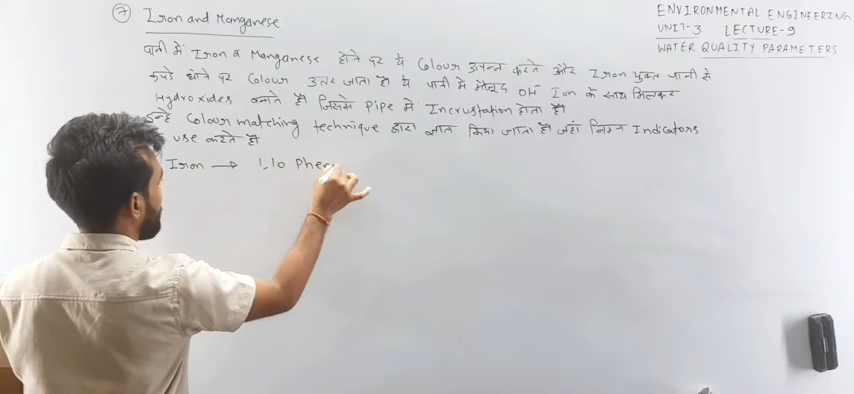 ENVIRONMENTAL ENGINEERING
UNIT-3 LECTURE-9
WATER QUALITY PARAMETERS
7 Iron and Manganese
पानी में Iron व Manganese होने पर ये Colour उत्पन्न करते और Iron युक्त पानी से
कपडे धोने पर Colour उतर जाता है। ये पानी में मौजूद OH⁻ Ion के साथ मिलकर
Hydroxides बनाते हैं। जिससे Pipe में Incrustation होता है।
इन्हे Colour matching technique द्वारा ज्ञात किया जाता है। जहां निम्न Indicators
use करते हैं।
Iron → 1,10 Phen